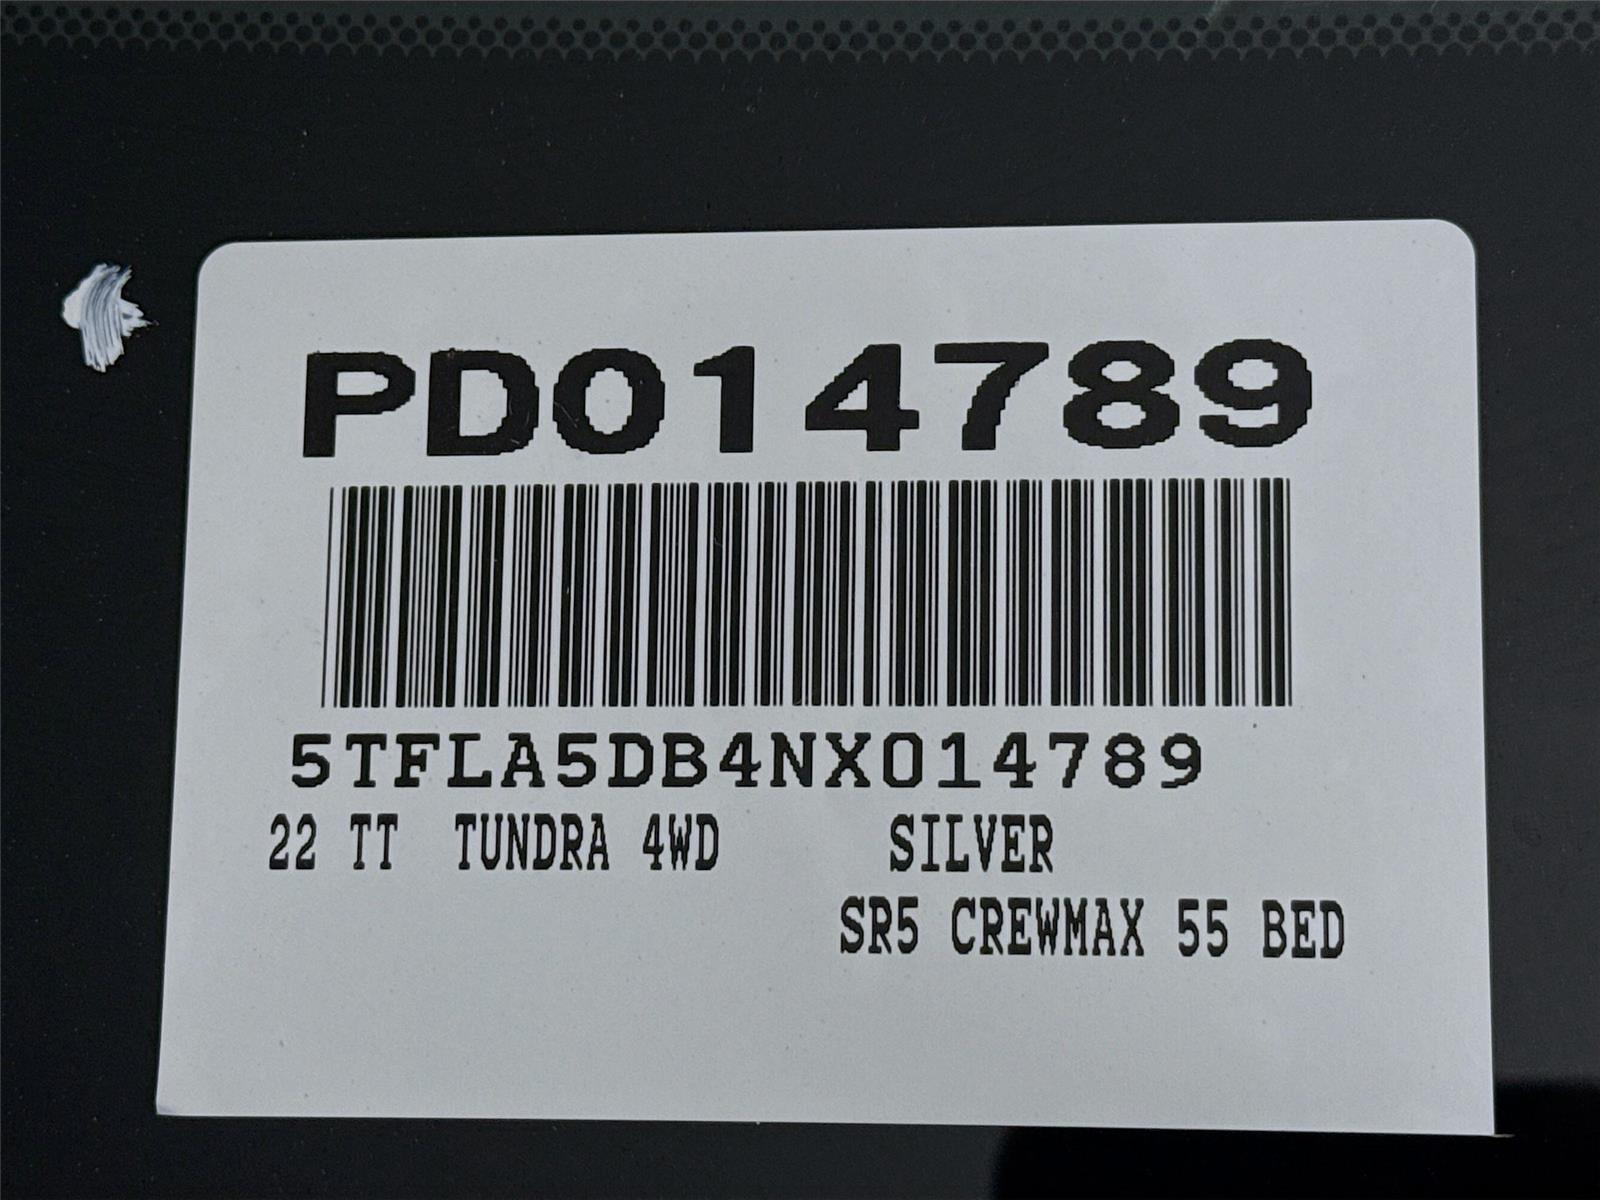 PD014789
5TFLA5DB4NX014789
22 TT TUNDRA 4WD SILVER
SR5 CREWMAX 55 BED